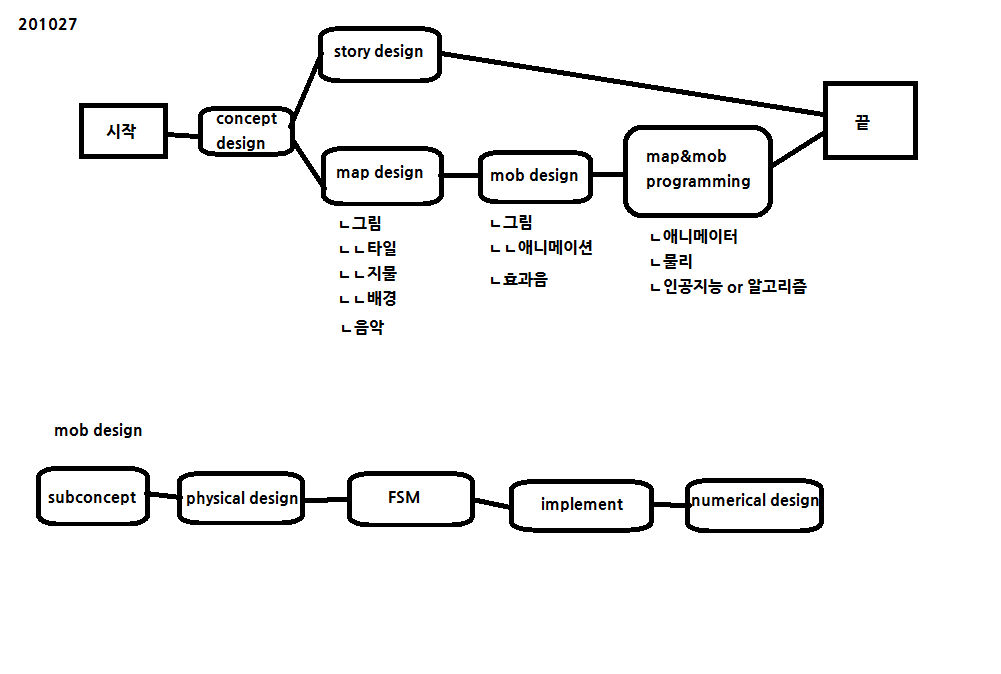 201027
시작
concept
design
story design
map design
ㄴ그림
ㄴㄴ타일
ㄴㄴ지물
ㄴㄴ배경
ㄴ음악
mob design
ㄴ그림
ㄴㄴ애니메이션
ㄴ효과음
map&mob
programming
ㄴ애니메이터
ㄴ물리
ㄴ인공지능 or 알고리즘
끝
mob design
subconcept
physical design
FSM
implement
numerical design